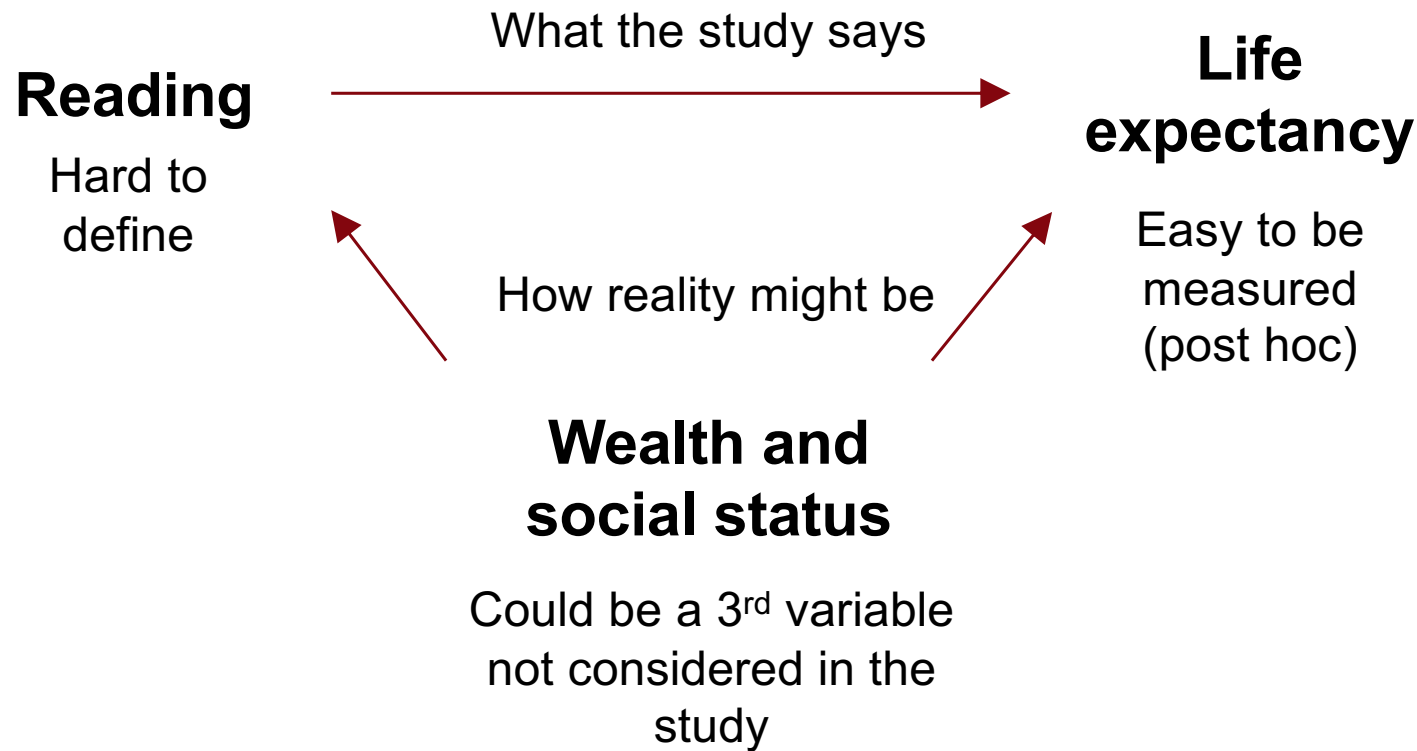 What the study says
Reading
Hard to
define
Life
expectancy
Easy to be
measured
(post hoc)
How reality might be
Wealth and
social status
Could be a 3rd variable
not considered in the
study